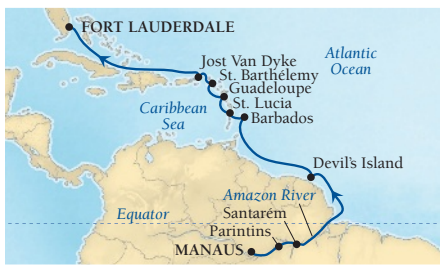 FORT LAUDERDALE
Atlantic
Ocean
Jost Van Dyke
St. Barthélemy
Guadeloupe
St. Lucia
Barbados
Caribbean
Sea
Devil's Island
Amazon River
Equator
Santarém
Parintins
MANAUS